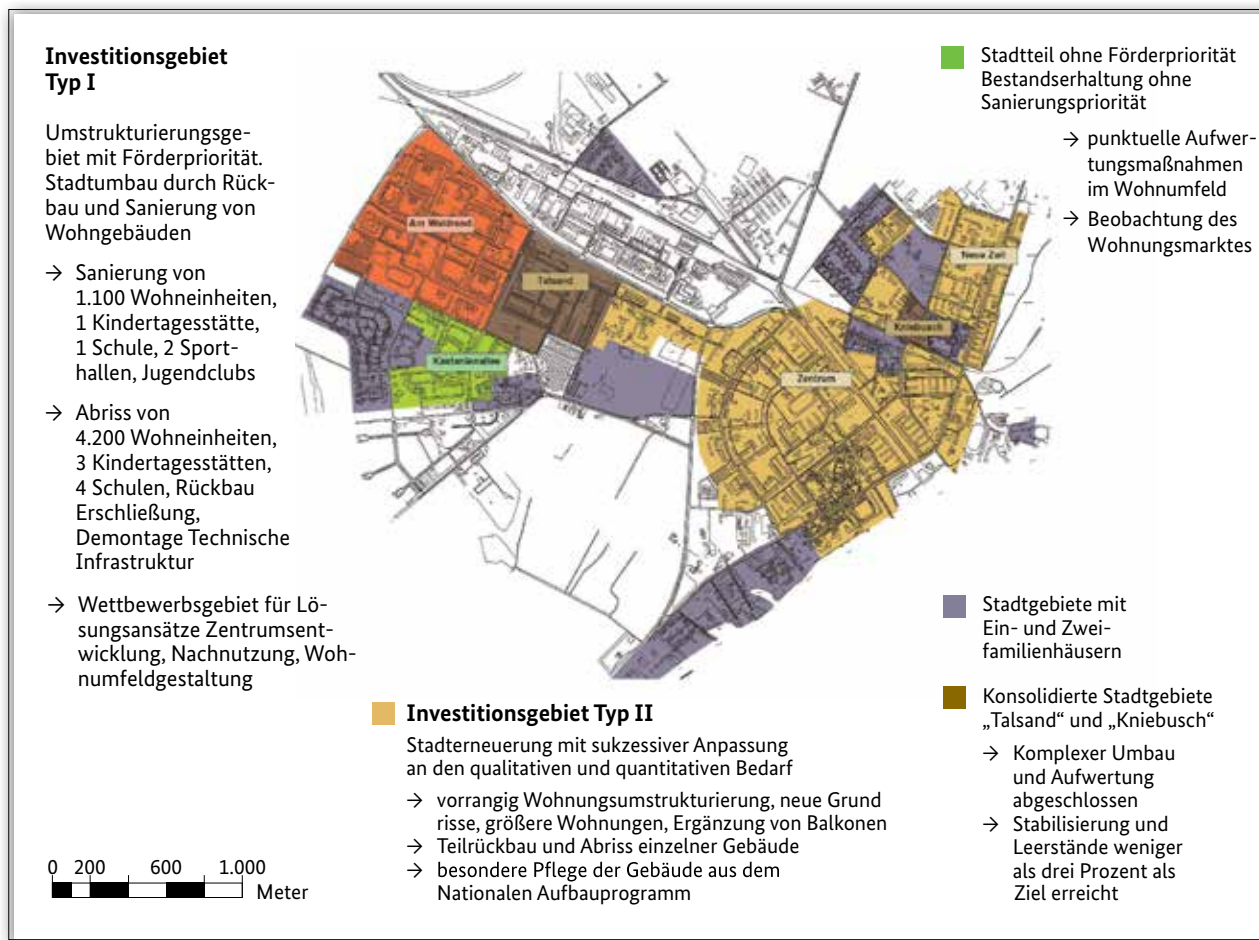 Investitionsgebiet
Typ I
Umstrukturierungsge-
biet mit Förderpriorität.
Stadtumbau durch Rück-
bau und Sanierung von
Wohngebäuden
→ Sanierung von
1.100 Wohneinheiten,
1 Kindertagesstätte,
1 Schule, 2 Sport-
hallen, Jugendclubs
→ Abriss von
4.200 Wohneinheiten,
3 Kindertagesstätten,
4 Schulen, Rückbau
Erschließung,
Demontage Technische
Infrastruktur
→ Wettbewerbsgebiet für Lö-
sungsansätze Zentrumsent-
wicklung, Nachnutzung, Woh-
numfeldgestaltung
Am Waldrand
Talsand
Kastanienallee
Zentrum
Neue Zeit
Kniebusch
Stadtteil ohne Förderpriorität
Bestandserhaltung ohne
Sanierungspriorität
→ punktuelle Aufwer-
tungsmaßnahmen
im Wohnumfeld
→ Beobachtung des
Wohnungsmarktes
Stadtgebiete mit
Ein- und Zwei-
familienhäusern
Konsolidierte Stadtgebiete
„Talsand“ und „Kniebusch“
→ Komplexer Umbau
und Aufwertung
abgeschlossen
→ Stabilisierung und
Leerstände weniger
als drei Prozent als
Ziel erreicht
Investitionsgebiet Typ II
Stadterneuerung mit sukzessiver Anpassung
an den qualitativen und quantitativen Bedarf
→ vorrangig Wohnungsumstrukturierung, neue Grund
risse, größere Wohnungen, Ergänzung von Balkonen
→ Teilrückbau und Abriss einzelner Gebäude
→ besondere Pflege der Gebäude aus dem
Nationalen Aufbauprogramm
0 200 600 1.000
Meter